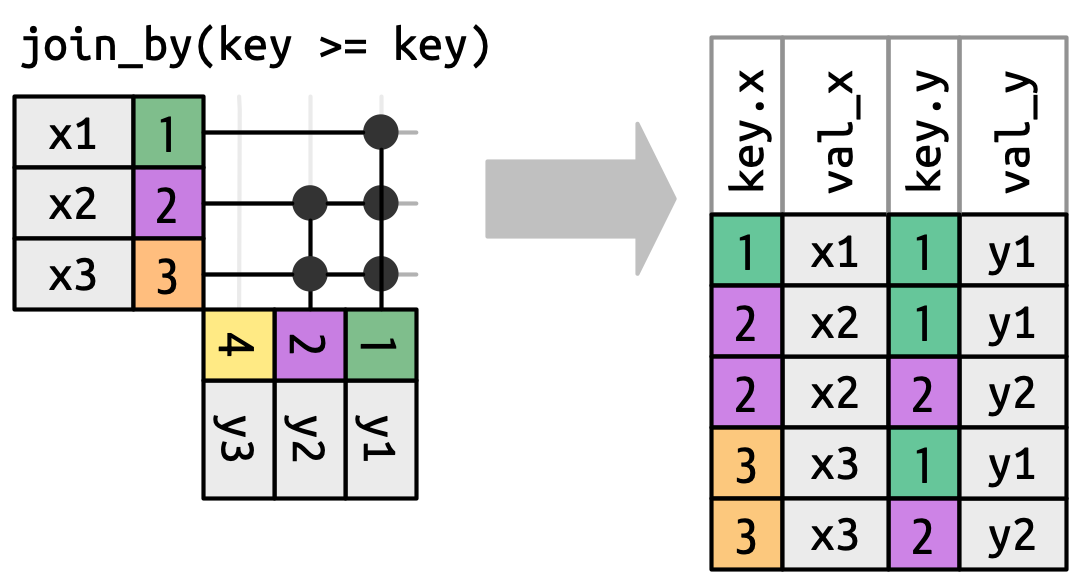 join_by(key >= key)
x1 1
x2 2
x3 3
4 2 1
y3 y2 y1
key.x val_x key.y val_y
1 x1 1 y1
2 x2 1 y1
2 x2 2 y2
3 x3 1 y1
3 x3 2 y2